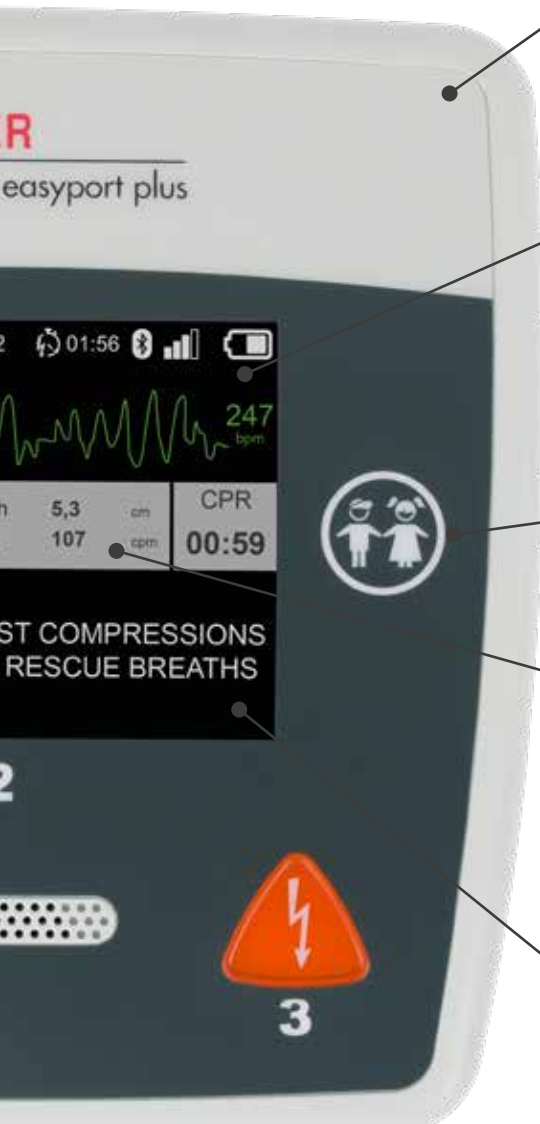 R
easyport plus
2 01:56
247
bpm
h 5,3 cm
107 cpm
CPR
00:59
ST COMPRESSIONS
RESCUE BREATHS
2
3